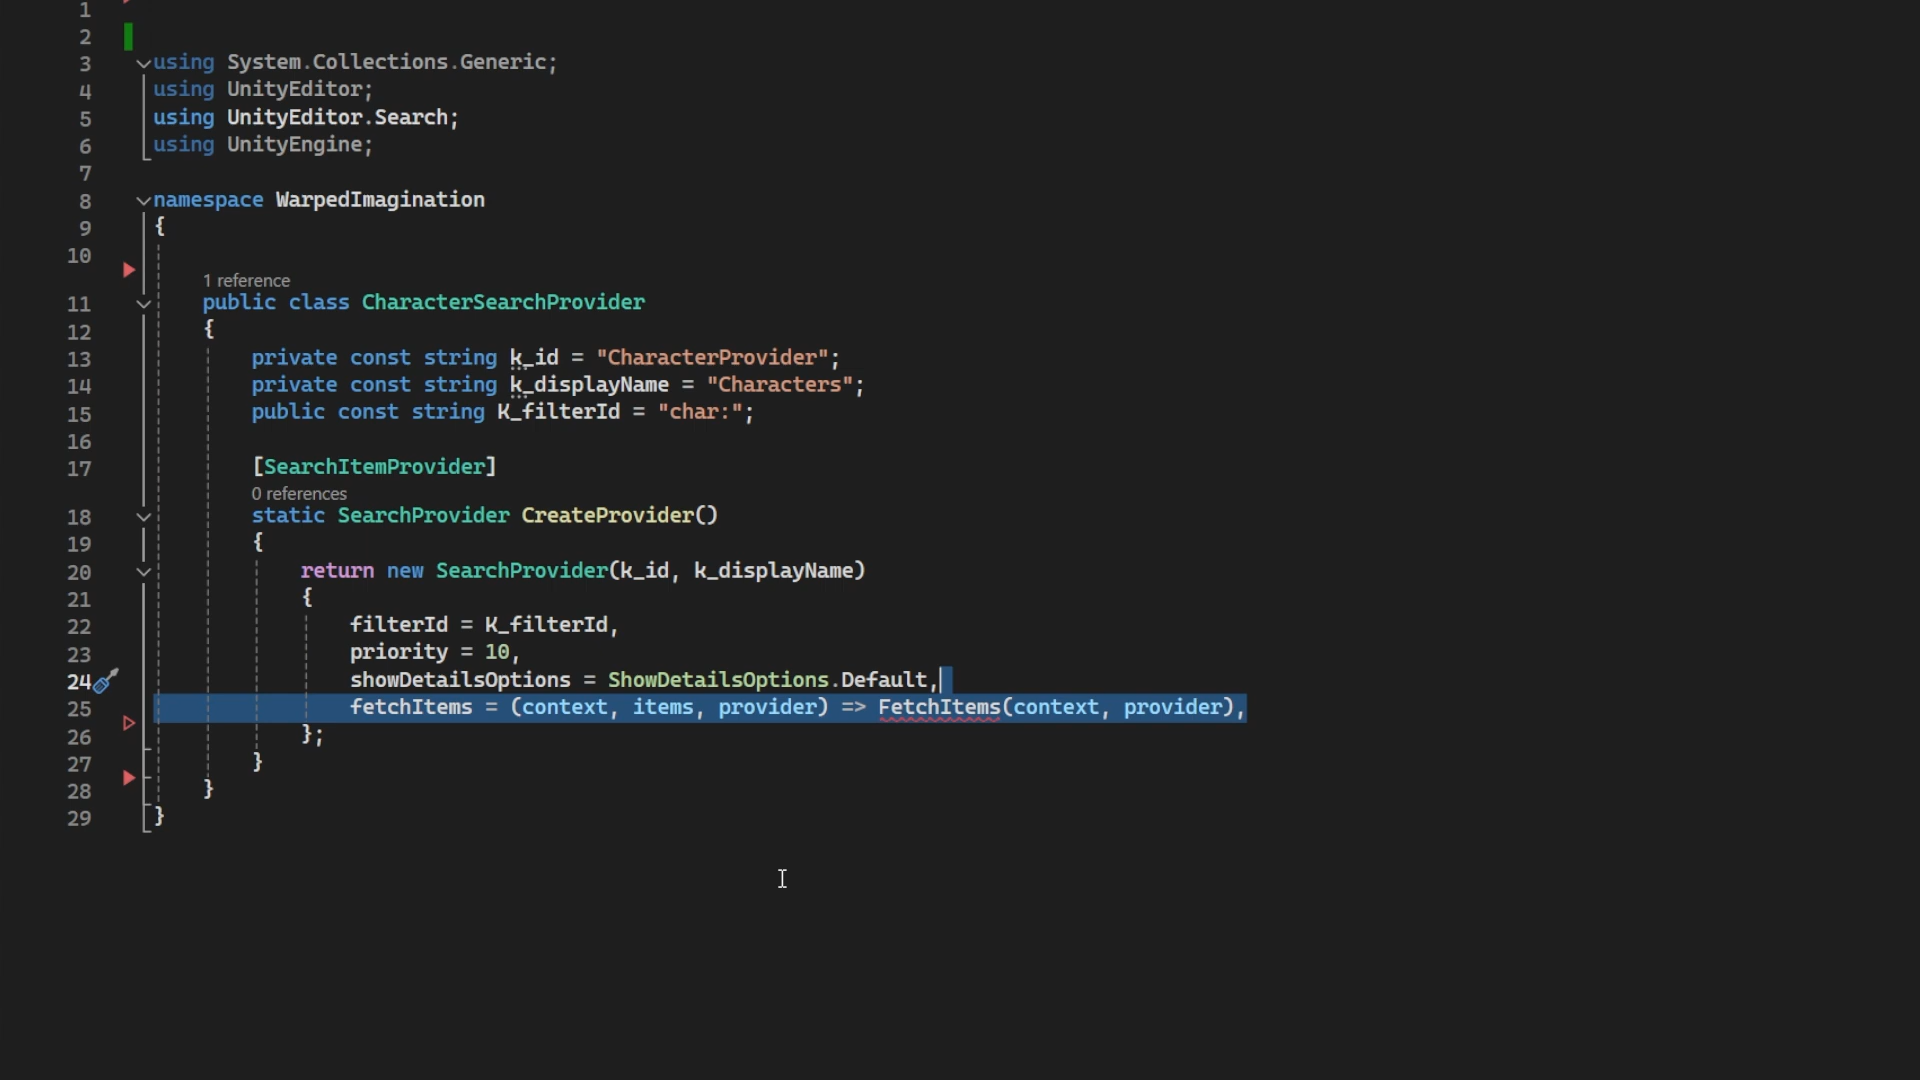 1
2
3 using System.Collections.Generic;
4 using UnityEditor;
5 using UnityEditor.Search;
6 using UnityEngine;
7
8 namespace WarpedImagination
9 {
10
1 reference
11 public class CharacterSearchProvider
12 {
13 private const string k_id = "CharacterProvider";
14 private const string k_displayName = "Characters";
15 public const string K_filterId = "char:";
16
17 [SearchItemProvider]
0 references
18 static SearchProvider CreateProvider()
19 {
20 return new SearchProvider(k_id, k_displayName)
21 {
22 filterId = K_filterId,
23 priority = 10,
24 showDetailsOptions = ShowDetailsOptions.Default,
25 fetchItems = (context, items, provider) => FetchItems(context, provider),
26 };
27 }
28 }
29 }